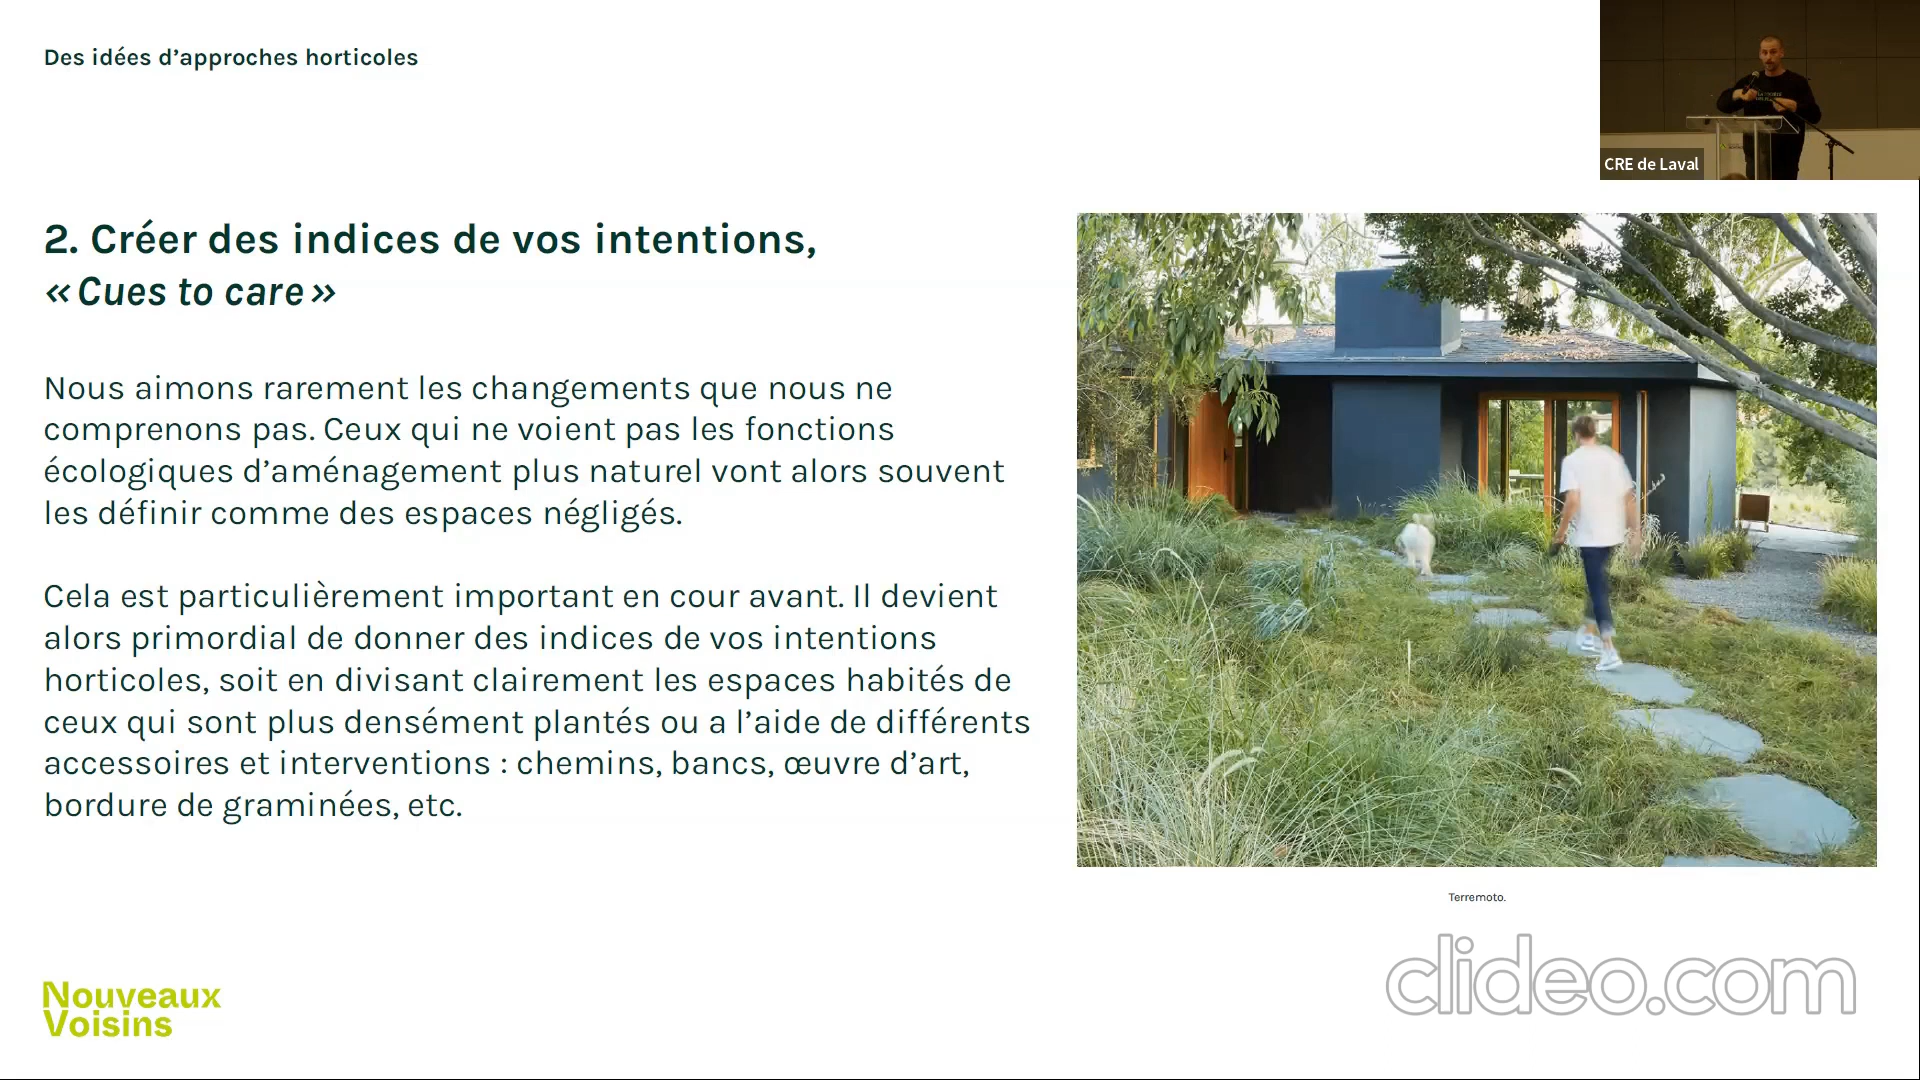 Des idées d’approches horticoles
CRE de Laval
2. Créer des indices de vos intentions,
« Cues to care »
Nous aimons rarement les changements que nous ne
comprenons pas. Ceux qui ne voient pas les fonctions
écologiques d’aménagement plus naturel vont alors souvent
les définir comme des espaces négligés.
Cela est particulièrement important en cour avant. Il devient
alors primordial de donner des indices de vos intentions
horticoles, soit en divisant clairement les espaces habités de
ceux qui sont plus densément plantés ou a l’aide de différents
accessoires et interventions : chemins, bancs, œuvre d’art,
bordure de graminées, etc.
Terremoto.
clideo.com
Nouveaux
Voisins